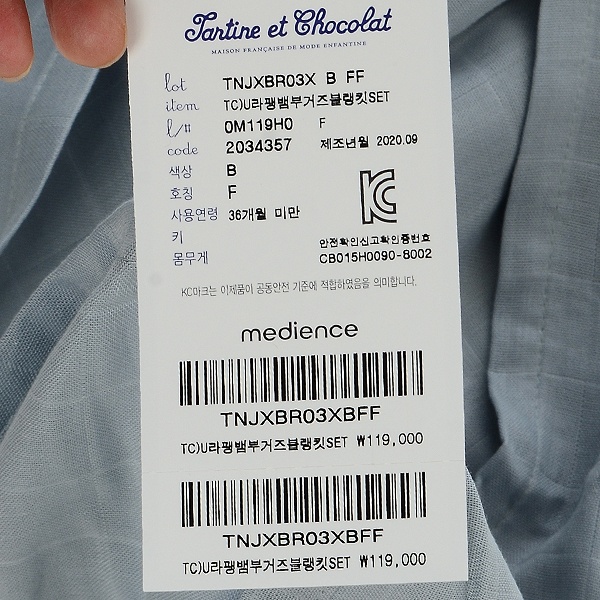 Tartine et Chocolat
MAISON FRANÇAISE DE MODE ENFANTINE
lot TNJXBR03X B FF
item TC)U라팽뱀부거즈블랭킷SET
l/# 0M119H0 F
code 2034357 제조년월 2020.09
색상 B
호칭 F
사용연령 36개월 미만
키
몸무게
KC
안전확인신고확인증번호
CB015H0090-8002
KC마크는 이제품이 공통안전 기준에 적합하였음을 의미합니다.
medience
TNJXBR03XBFF
TC)U라팽뱀부거즈블랭킷SET ₩119,000
TNJXBR03XBFF
TC)U라팽뱀부거즈블랭킷SET ₩119,000